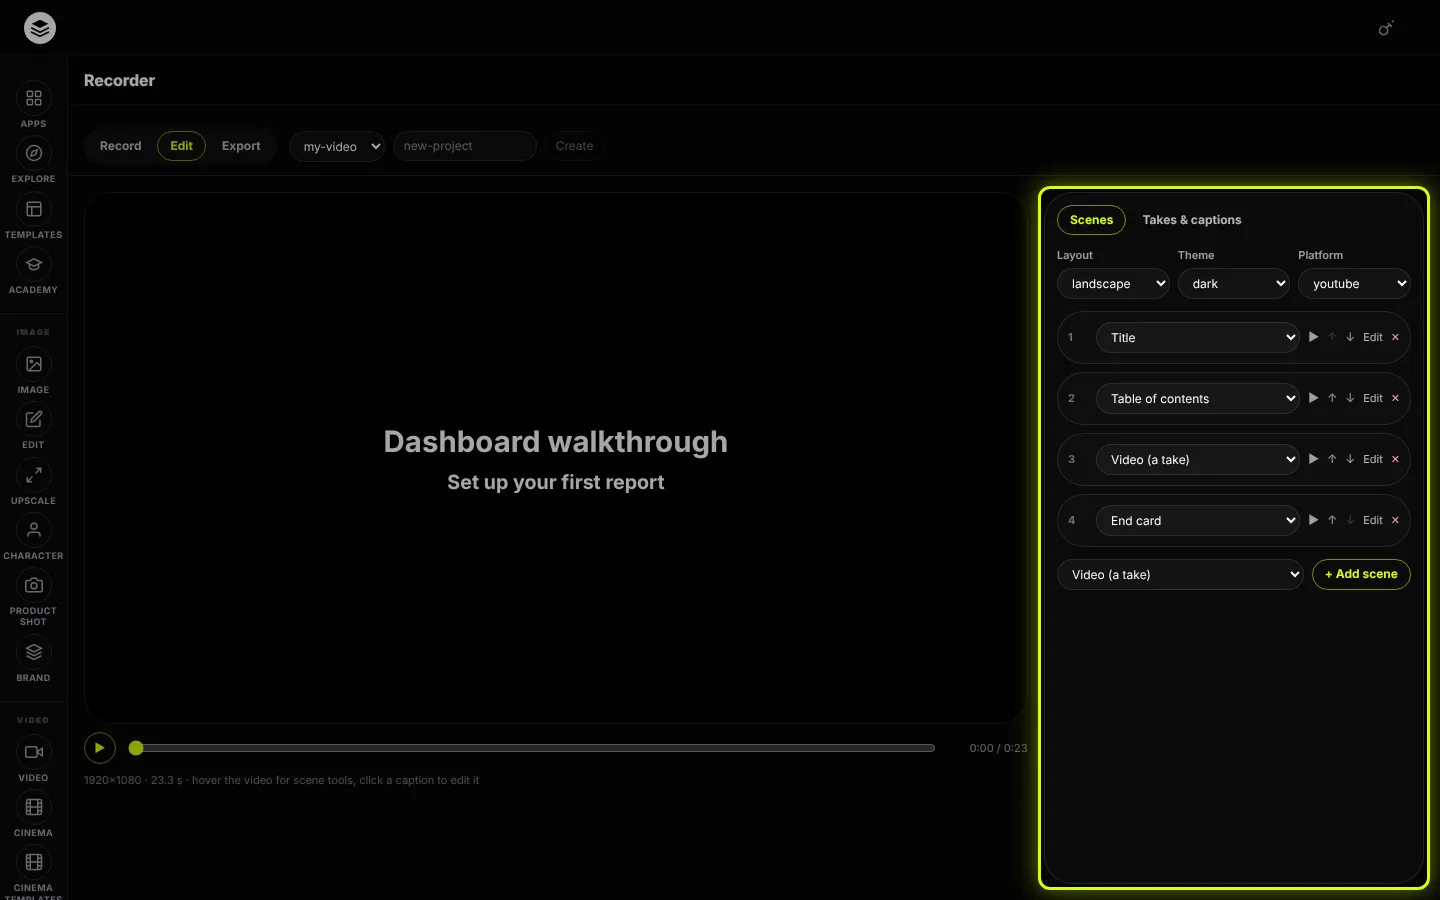 Recorder
Record Edit Export my-video new-project Create
APPS
EXPLORE
TEMPLATES
ACADEMY
IMAGE
IMAGE
EDIT
UPSCALE
CHARACTER
PRODUCT
SHOT
BRAND
VIDEO
VIDEO
CINEMA
CINEMA
TEMPLATES
Dashboard walkthrough
Set up your first report
0:00 / 0:23
1920×1080 · 23.3 s · hover the video for scene tools, click a caption to edit it
Scenes Takes & captions
Layout Theme Platform
landscape dark youtube
1 Title ▶ ↑ ↓ Edit ×
2 Table of contents ▶ ↑ ↓ Edit ×
3 Video (a take) ▶ ↑ ↓ Edit ×
4 End card ▶ ↑ ↓ Edit ×
Video (a take) + Add scene